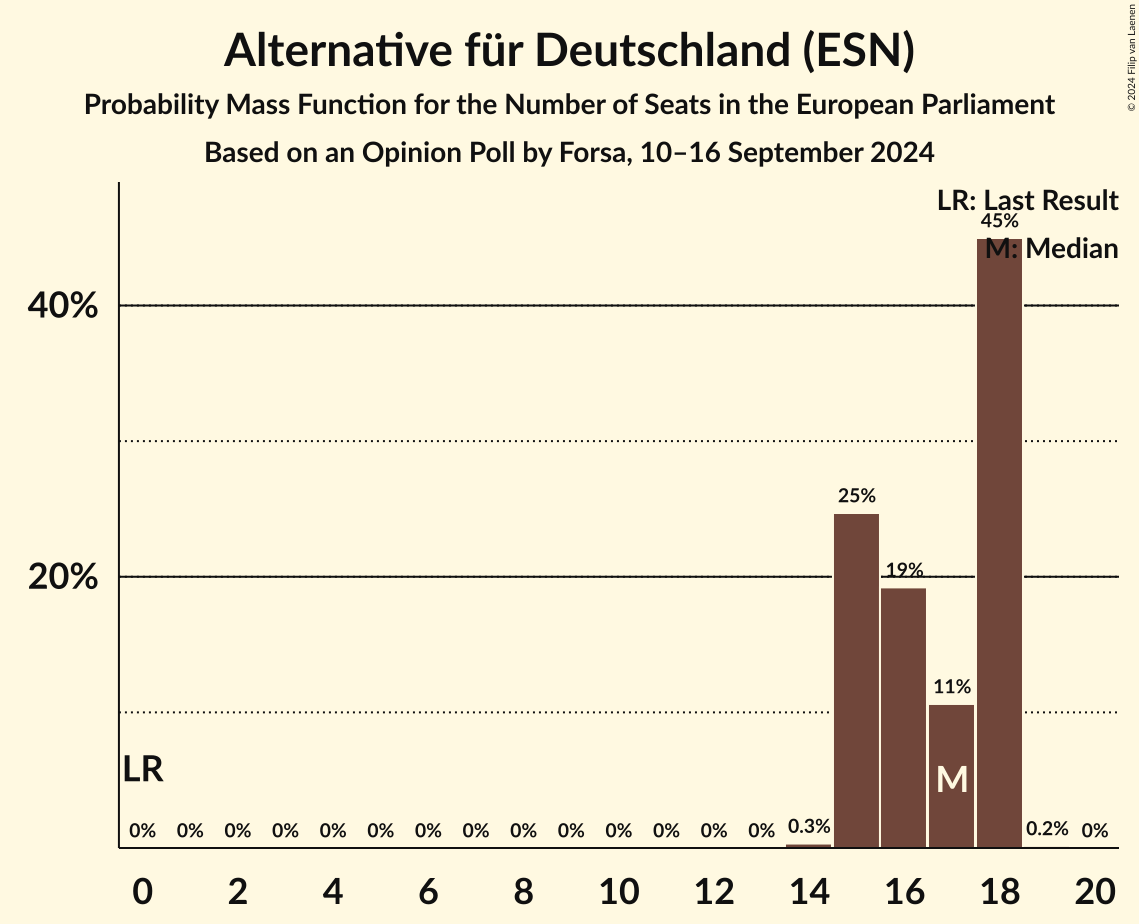 Alternative für Deutschland (ESN)
Probability Mass Function for the Number of Seats in the European Parliament
Based on an Opinion Poll by Forsa, 10–16 September 2024
© 2024 Filip van Laenen
LR: Last Result
45%
M: Median
40%
25%
20%
19%
11%
LR
M
0% 0% 0% 0% 0% 0% 0% 0% 0% 0% 0% 0% 0% 0% 0.3% 0.2% 0%
0 2 4 6 8 10 12 14 16 18 20